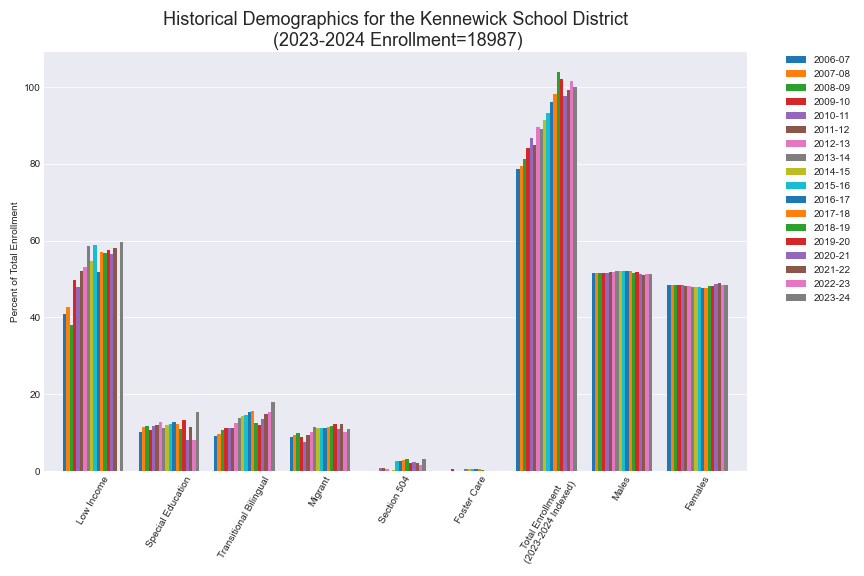 Historical Demographics for the Kennewick School District
(2023-2024 Enrollment=18987)
Percent of Total Enrollment
100
80
60
40
20
0
Low Income
Special Education
Transitional Bilingual
Migrant
Section 504
Foster Care
Total Enrollment
(2023-2024 Indexed)
Males
Females
2006-07
2007-08
2008-09
2009-10
2010-11
2011-12
2012-13
2013-14
2014-15
2015-16
2016-17
2017-18
2018-19
2019-20
2020-21
2021-22
2022-23
2023-24